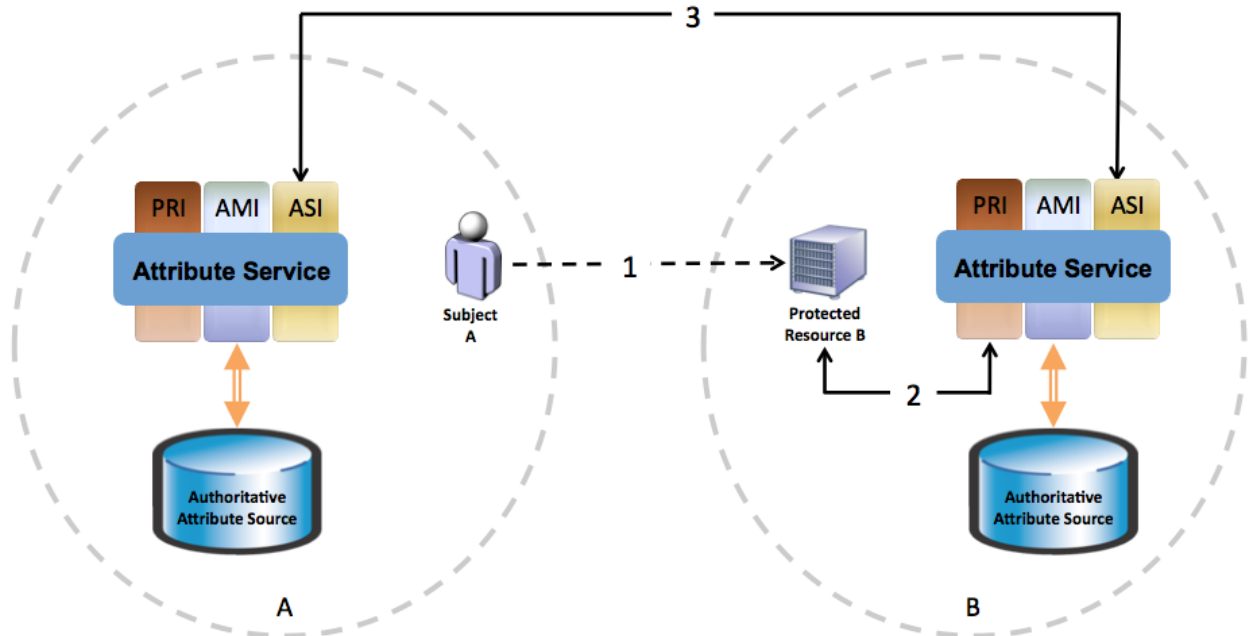 3
PRI AMI ASI
Attribute Service
Subject
A
1
Protected
Resource B
PRI AMI ASI
Attribute Service
2
Authoritative
Attribute Source
Authoritative
Attribute Source
A
B